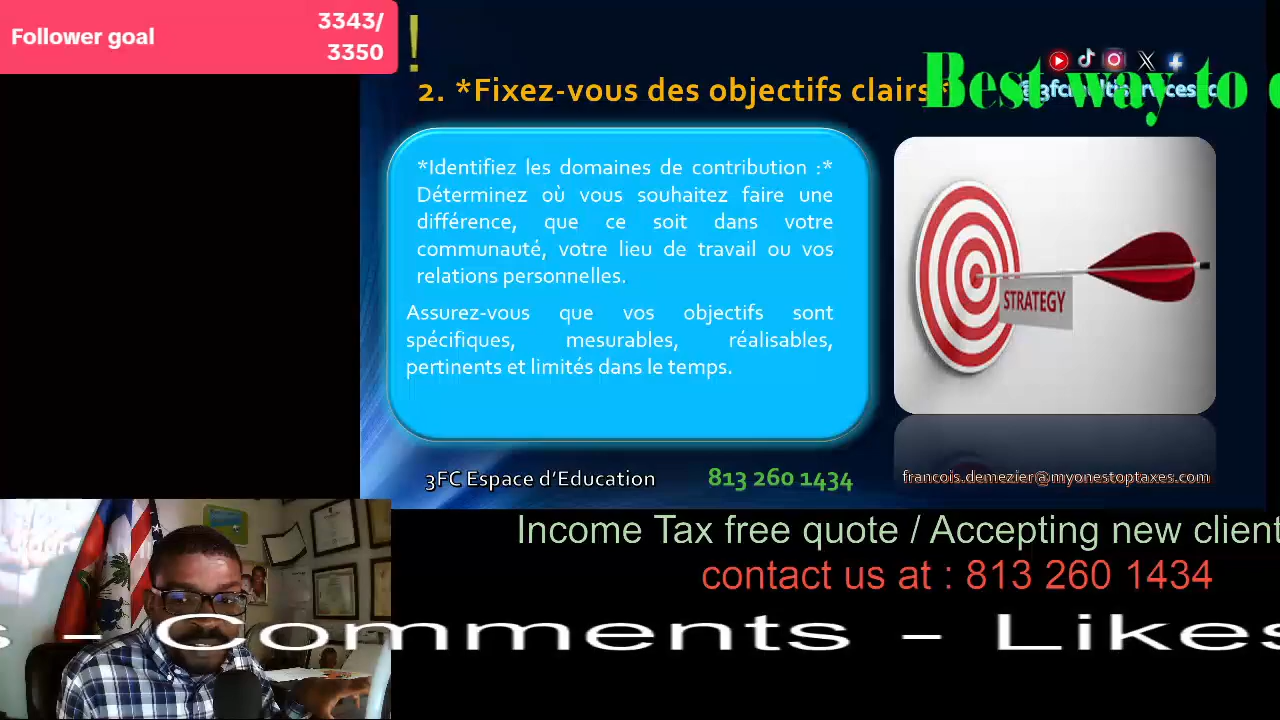 Follower goal
3343/
3350
!
2. *Fixez-vous des objectifs clairs*
Best way to
*Identifiez les domaines de contribution :*
Déterminez où vous souhaitez faire une
différence, que ce soit dans votre
communauté, votre lieu de travail ou vos
relations personnelles.
Assurez-vous que vos objectifs sont
spécifiques, mesurables, réalisables,
pertinents et limités dans le temps.
STRATEGY
3FC Espace d'Education
813 260 1434
francois.demezier@myonestoptaxes.com
Income Tax free quote / Accepting new client
contact us at : 813 260 1434
s - Comments - Likes